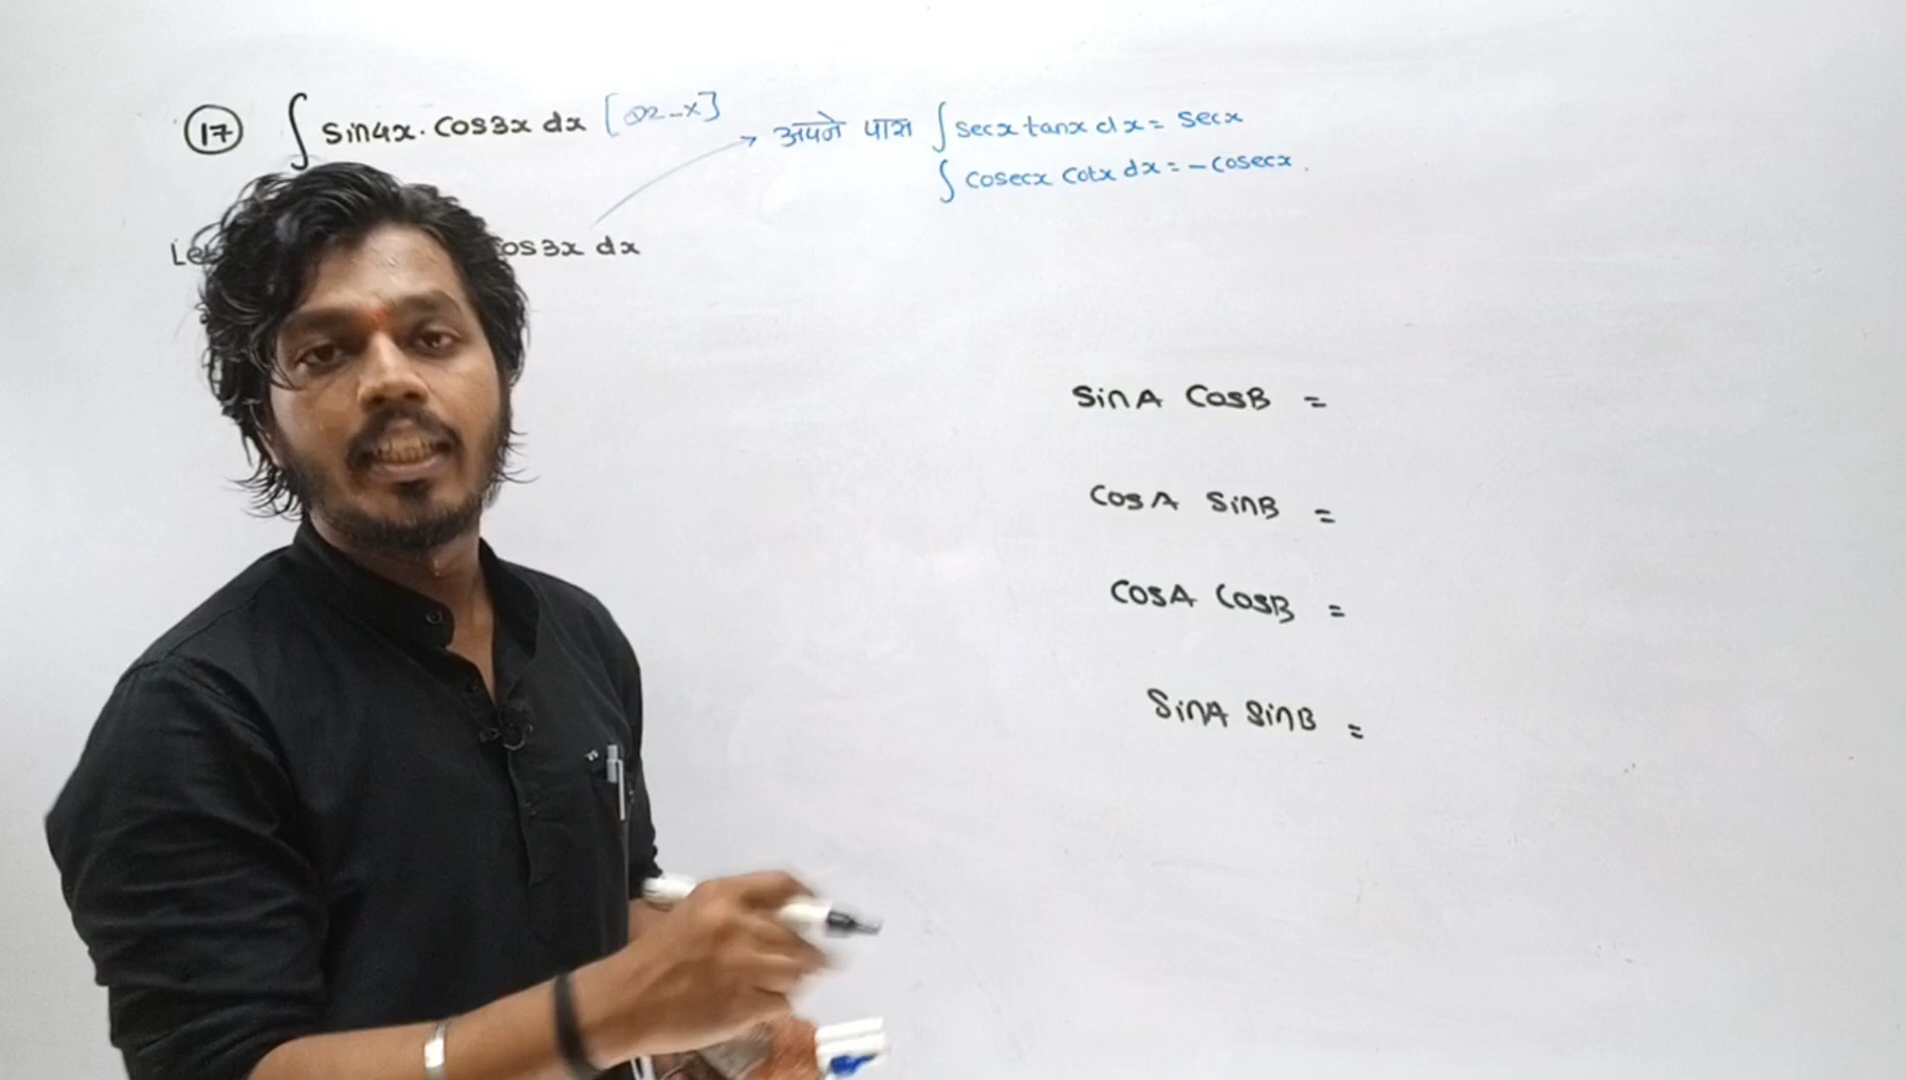 17 ∫ sin4x . cos3x dx
→ अपने पास ∫ secx tanx dx = secx
∫ cosecx cotx dx = – cosecx .
Le cos3x dx
SinA CosB =
CosA SinB =
CosA CosB =
SinA SinB =